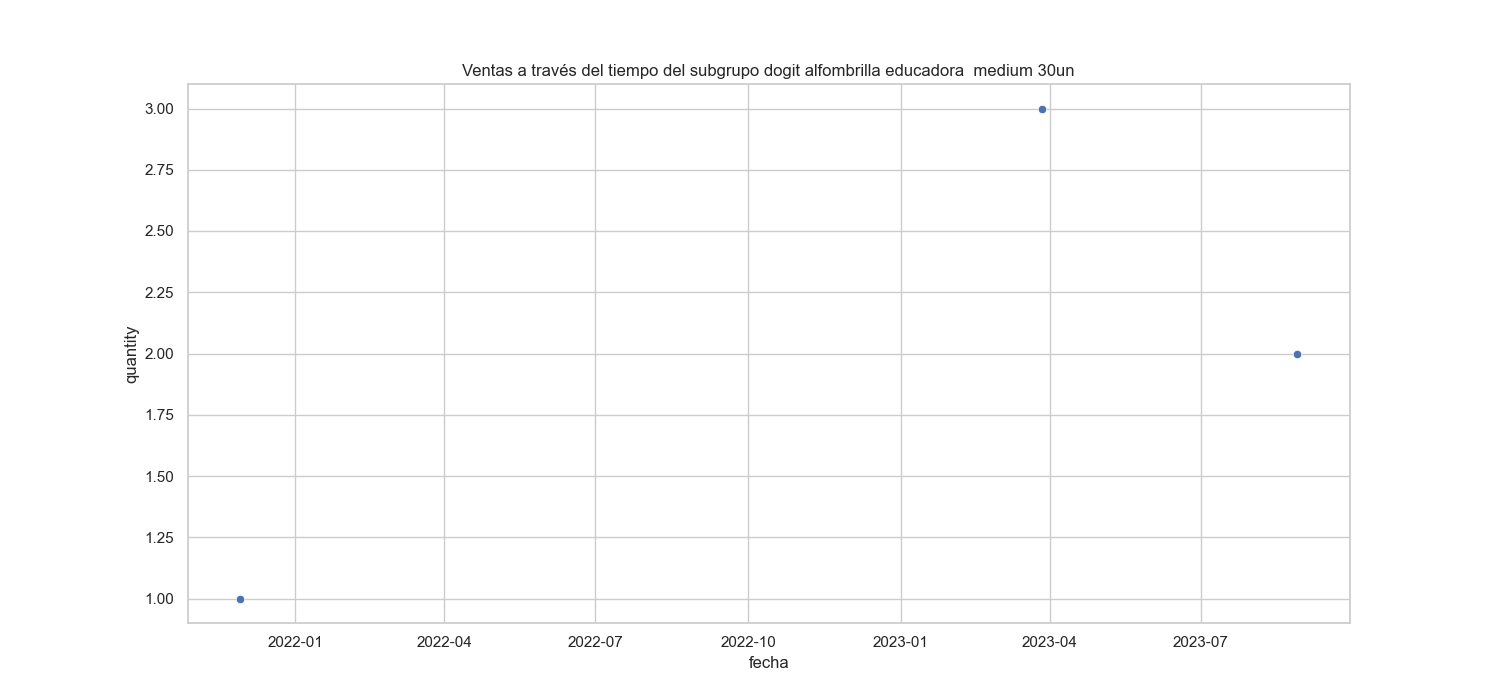 Ventas a través del tiempo del subgrupo dogit alfombrilla educadora  medium 30un
3.00
2.75
2.50
2.25
2.00
1.75
1.50
1.25
1.00
quantity
2022-01 2022-04 2022-07 2022-10 2023-01 2023-04 2023-07
fecha